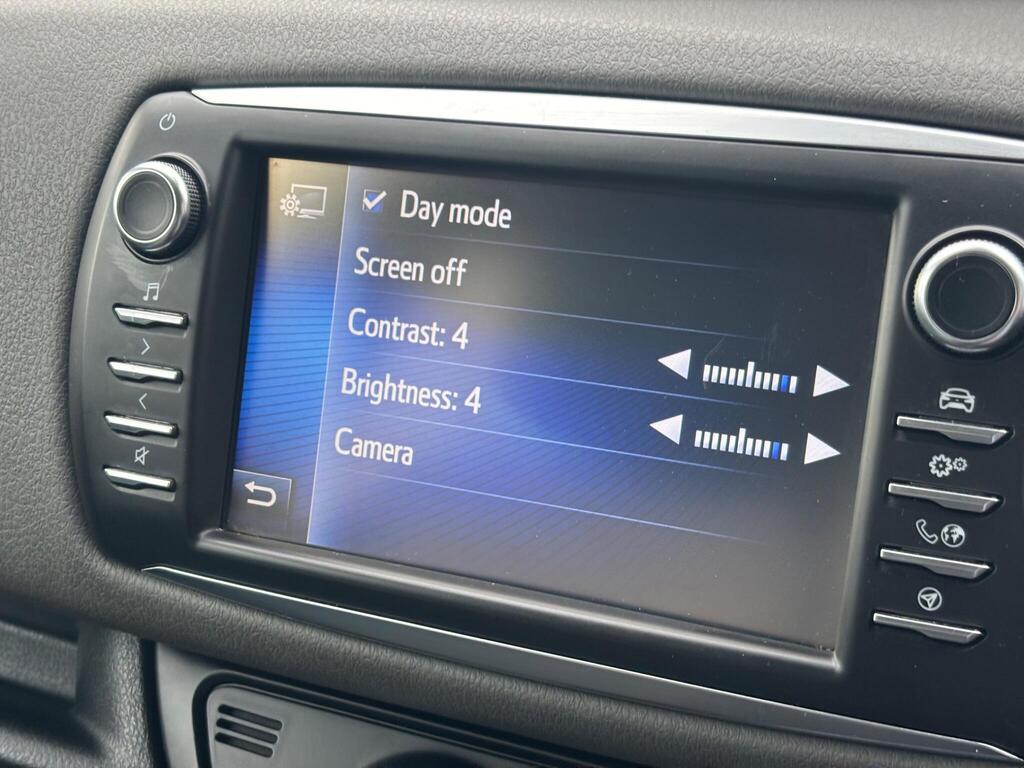 Day mode
Screen off
Contrast: 4
Brightness: 4
Camera